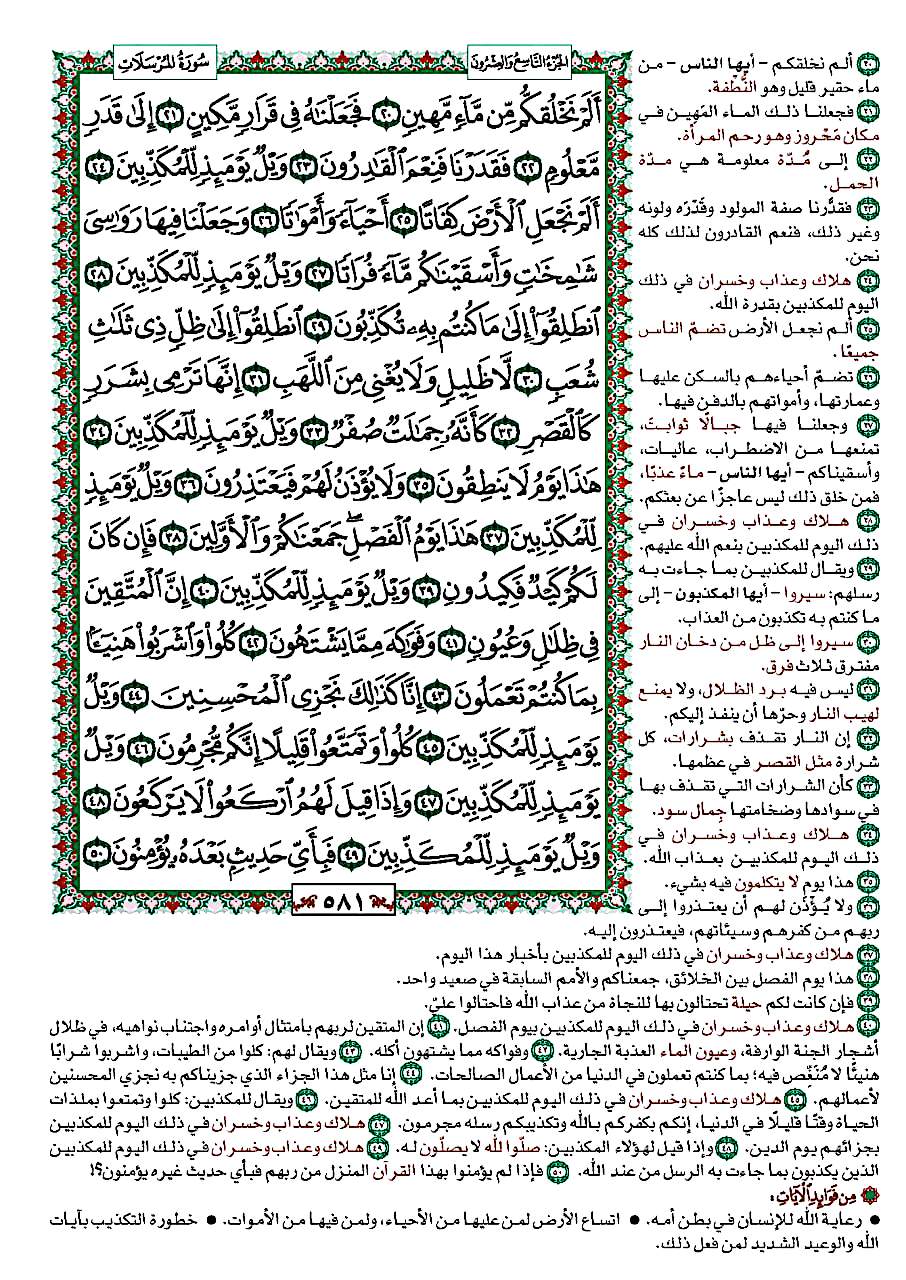 سُورَةُ المُرْسَلَات
الجُزْءُ التَّاسِعُ وَالعِشْرُونَ
أَلَمْ نَخْلُقكُّم مِّن مَّآءٍ مَّهِينٍ ٢٠ فَجَعَلْنَٰهُ فِي قَرَارٍ مَّكِينٍ ٢١ إِلَىٰ قَدَرٍ
مَّعْلُومٍ ٢٢ فَقَدَرْنَا فَنِعْمَ ٱلْقَٰدِرُونَ ٢٣ وَيْلٌ يَوْمَئِذٍ لِّلْمُكَذِّبِينَ ٢٤
أَلَمْ نَجْعَلِ ٱلْأَرْضَ كِفَاتًا ٢٥ أَحْيَآءً وَأَمْوَٰتًا ٢٦ وَجَعَلْنَا فِيهَا رَوَٰسِيَ
شَٰمِخَٰتٍ وَأَسْقَيْنَٰكُم مَّآءً فُرَاتًا ٢٧ وَيْلٌ يَوْمَئِذٍ لِّلْمُكَذِّبِينَ ٢٨
ٱنطَلِقُوٓا۟ إِلَىٰ مَا كُنتُم بِهِۦ تُكَذِّبُونَ ٢٩ ٱنطَلِقُوٓا۟ إِلَىٰ ظِلٍّ ذِي ثَلَٰثِ
شُعَبٍ ٣٠ لَّا ظَلِيلٍ وَلَا يُغْنِي مِنَ ٱللَّهَبِ ٣١ إِنَّهَا تَرْمِي بِشَرَرٍ
كَٱلْقَصْرِ ٣٢ كَأَنَّهُۥ جِمَٰلَتٌ صُفْرٌ ٣٣ وَيْلٌ يَوْمَئِذٍ لِّلْمُكَذِّبِينَ ٣٤
هَٰذَا يَوْمُ لَا يَنطِقُونَ ٣٥ وَلَا يُؤْذَنُ لَهُمْ فَيَعْتَذِرُونَ ٣٦ وَيْلٌ يَوْمَئِذٍ
لِّلْمُكَذِّبِينَ ٣٧ هَٰذَا يَوْمُ ٱلْفَصْلِۖ جَمَعْنَٰكُمْ وَٱلْأَوَّلِينَ ٣٨ فَإِن كَانَ
لَكُمْ كَيْدٌ فَكِيدُونِ ٣٩ وَيْلٌ يَوْمَئِذٍ لِّلْمُكَذِّبِينَ ٤٠ إِنَّ ٱلْمُتَّقِينَ
فِي ظِلَٰلٍ وَعُيُونٍ ٤١ وَفَوَٰكِهَ مِمَّا يَشْتَهُونَ ٤٢ كُلُوا۟ وَٱشْرَبُوا۟ هَنِيٓـًٔۢا
بِمَا كُنتُمْ تَعْمَلُونَ ٤٣ إِنَّا كَذَٰلِكَ نَجْزِي ٱلْمُحْسِنِينَ ٤٤ وَيْلٌ
يَوْمَئِذٍ لِّلْمُكَذِّبِينَ ٤٥ كُلُوا۟ وَتَمَتَّعُوا۟ قَلِيلًا إِنَّكُم مُّجْرِمُونَ ٤٦ وَيْلٌ
يَوْمَئِذٍ لِّلْمُكَذِّبِينَ ٤٧ وَإِذَا قِيلَ لَهُمُ ٱرْكَعُوا۟ لَا يَرْكَعُونَ ٤٨
وَيْلٌ يَوْمَئِذٍ لِّلْمُكَذِّبِينَ ٤٩ فَبِأَيِّ حَدِيثٍۭ بَعْدَهُۥ يُؤْمِنُونَ ٥٠
٥٨١
٢٠ ألم نخلقكم – أيها الناس – من
ماء حقير قليل وهو النُّطْفة.
٢١ فجعلنا ذلك الماء المَهِين في
مكان مَحْروز وهو رحم المرأة.
٢٢ إلى مُدّة معلومة هي مدّة
الحمل.
٢٣ فقدَّرنا صفة المولود وقَدْرَه ولونه
وغير ذلك، فنعم القادرون لذلك كله
نحن.
٢٤ هلاك وعذاب وخسران في ذلك
اليوم للمكذبين بقدرة الله.
٢٥ ألم نجعل الأرض تضمّ الناس
جميعًا.
٢٦ تضمّ أحياءهم بالسكن عليها
وعمارتها، وأمواتهم بالدفن فيها.
٢٧ وجعلنا فيها جبالًا ثوابتَ،
تمنعها من الاضطراب، عاليات،
وأسقيناكم – أيها الناس – ماءً عذبًا،
فمن خلق ذلك ليس عاجزًا عن بعثكم.
٢٨ هلاك وعذاب وخسران في
ذلك اليوم للمكذبين بنعم الله عليهم.
٢٩ ويقال للمكذبين بما جاءت به
رسلهم: سيروا – أيها المكذبون – إلى
ما كنتم به تكذبون من العذاب.
٣٠ سيروا إلى ظل من دخان النار
مفترق ثلاث فرق.
٣١ ليس فيه برد الظلال، ولا يمنع
لهيب النار وحرّها أن ينفذ إليكم.
٣٢ إن النار تقذف بشرارات، كل
شرارة مثل القصر في عظمها.
٣٣ كأن الشرارات التي تقذف بها
في سوادها وضخامتها جِمال سود.
٣٤ هلاك وعذاب وخسران في
ذلك اليوم للمكذبين بعذاب الله.
٣٥ هذا يوم لا يتكلمون فيه بشيء.
٣٦ ولا يُؤْذَن لهم أن يعتذروا إلى
ربهم من كفرهم وسيئاتهم، فيعتذرون إليه.
٣٧ هلاك وعذاب وخسران في ذلك اليوم للمكذبين بأخبار هذا اليوم.
٣٨ هذا يوم الفصل بين الخلائق، جمعناكم والأمم السابقة في صعيد واحد.
٣٩ فإن كانت لكم حيلة تحتالون بها للنجاة من عذاب الله فاحتالوا عليّ.
٤٠ هلاك وعذاب وخسران في ذلك اليوم للمكذبين بيوم الفصل. ٤١ إن المتقين لربهم بامتثال أوامره واجتناب نواهيه، في ظلال
أشجار الجنة الوارفة، وعيون الماء العذبة الجارية. ٤٢ وفواكه مما يشتهون أكله. ٤٣ ويقال لهم: كلوا من الطيبات، واشربوا شرابًا
هنيئًا لا مُنَغِّص فيه؛ بما كنتم تعملون في الدنيا من الأعمال الصالحات. ٤٤ إنا مثل هذا الجزاء الذي جزيناكم به نجزي المحسنين
لأعمالهم. ٤٥ هلاك وعذاب وخسران في ذلك اليوم للمكذبين بما أعد الله للمتقين. ٤٦ ويقال للمكذبين: كلوا وتمتعوا بملذات
الحياة وقتًا قليلًا في الدنيا، إنكم بكفركم بالله وتكذيبكم رسله مجرمون. ٤٧ هلاك وعذاب وخسران في ذلك اليوم للمكذبين
بجزائهم يوم الدين. ٤٨ وإذا قيل لهؤلاء المكذبين: صلّوا لله لا يصلّون له. ٤٩ هلاك وعذاب وخسران في ذلك اليوم للمكذبين
الذين يكذبون بما جاءت به الرسل من عند الله. ٥٠ فإذا لم يؤمنوا بهذا القرآن المنزل من ربهم فبأي حديث غيره يؤمنون؟!
مِن فَوَائِدِ الآيَاتِ:
• رعاية الله للإنسان في بطن أمه. • اتساع الأرض لمن عليها من الأحياء، ولمن فيها من الأموات. • خطورة التكذيب بآيات
الله والوعيد الشديد لمن فعل ذلك.